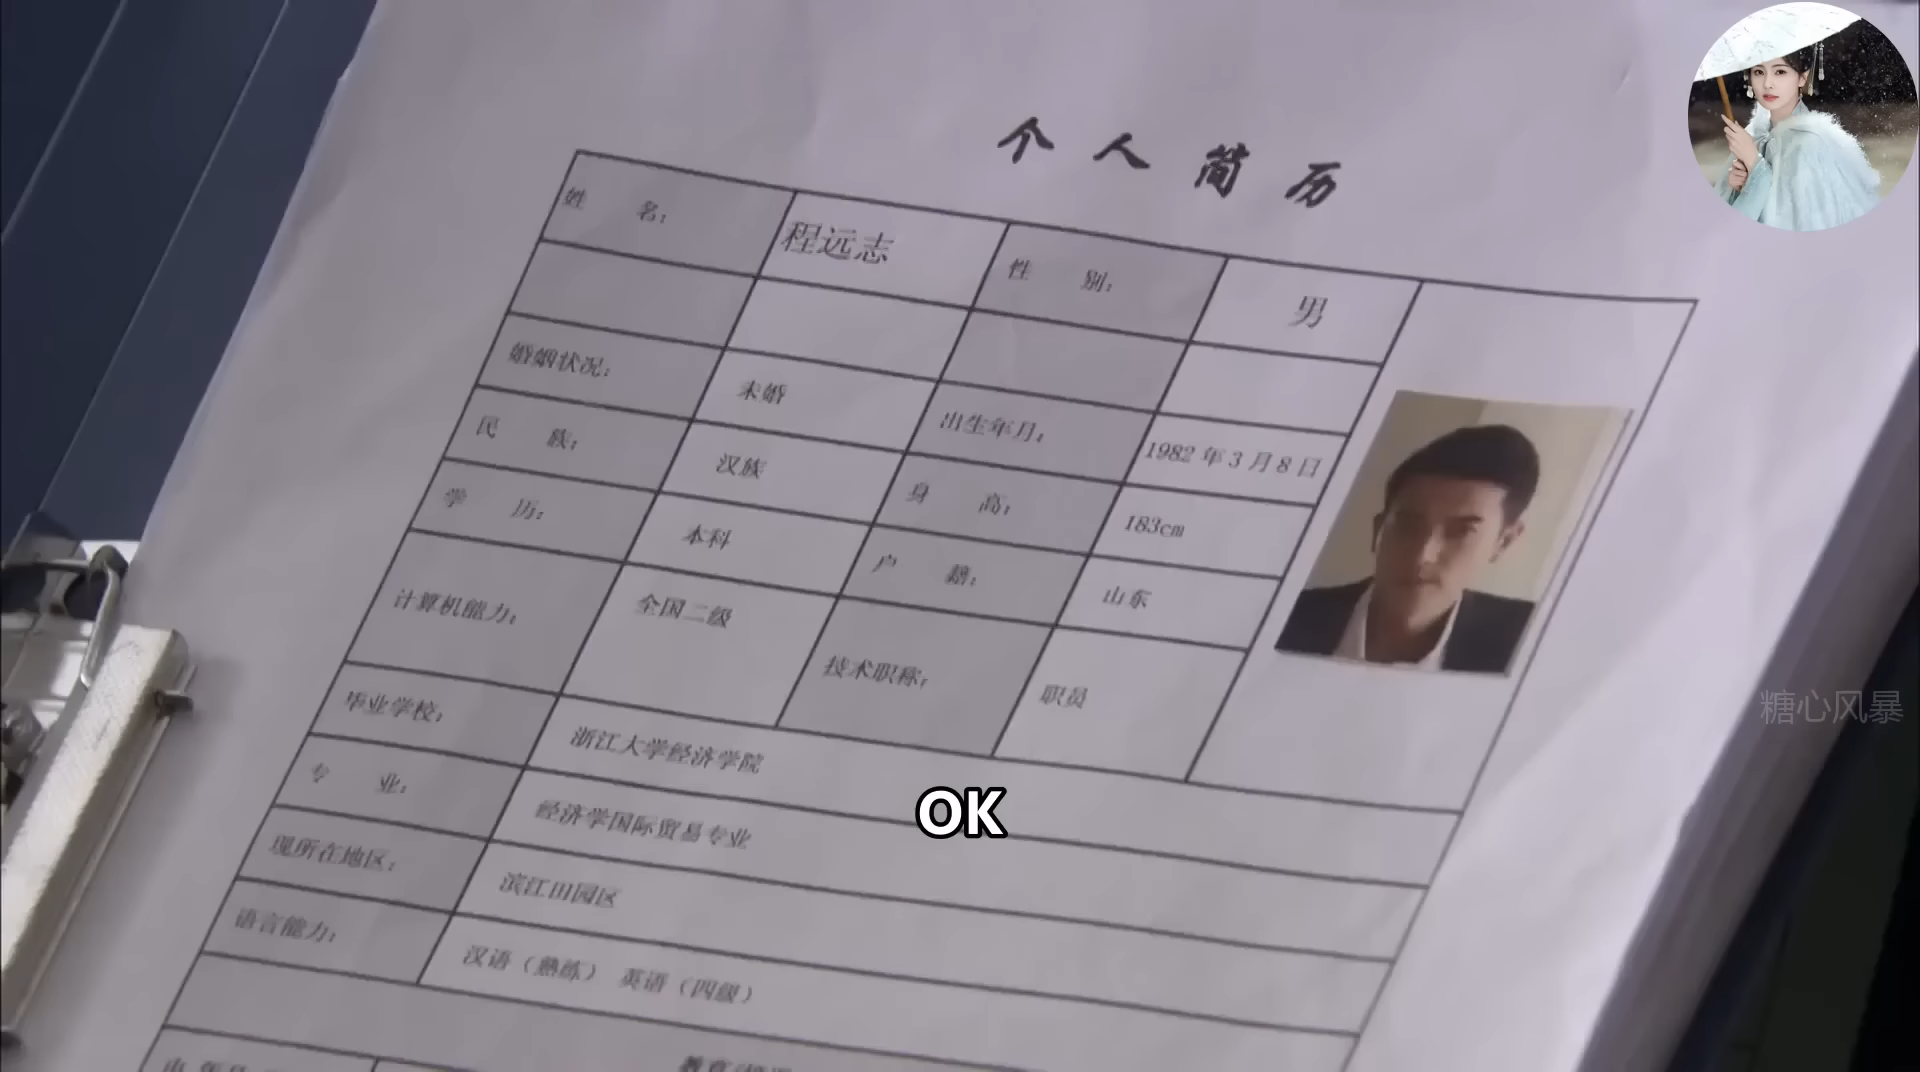 个人简历
姓 名： 程远志 性 别： 男
婚姻状况： 未婚 出生年月： 1982年3月8日
民 族： 汉族 身 高： 183cm
学 历： 本科 户 籍： 山东
计算机能力： 全国二级 技术职称： 职员
毕业学校： 浙江大学经济学院
专 业： 经济学国际贸易专业
现所在地区： 滨江田园区
语言能力： 汉语（熟练） 英语（四级）
糖心风暴
OK